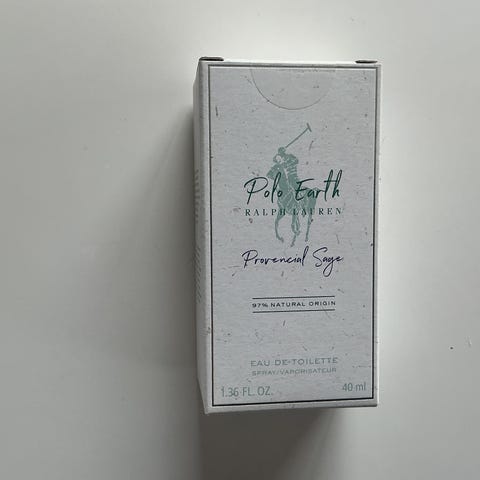 Polo Earth
RALPH LAUREN
Provencial Sage
97% NATURAL ORIGIN
EAU DE TOILETTE
SPRAY/VAPORISATEUR
1.36 FL. OZ. 40 ml